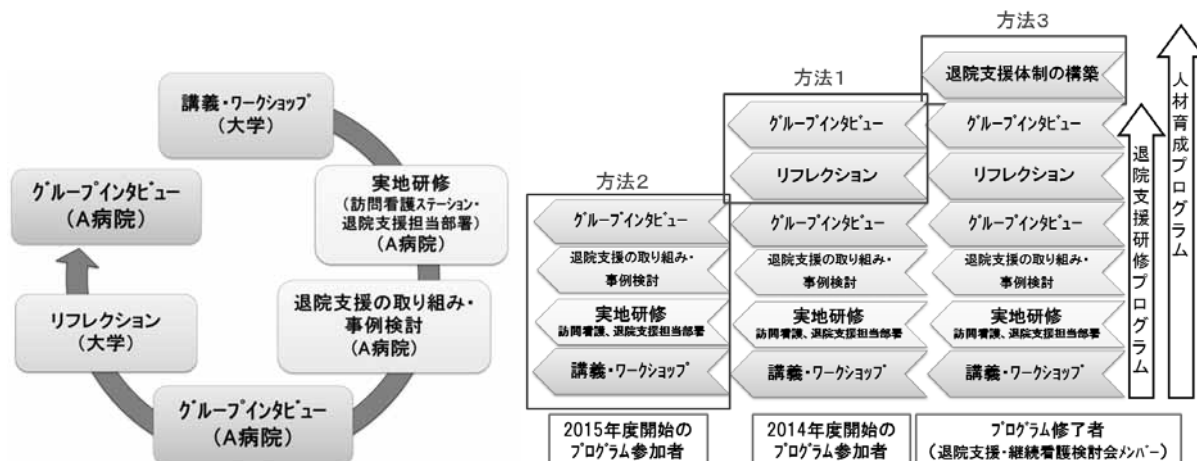 講義・ワークショップ
(大学)
実地研修
(訪問看護ステーション・
退院支援担当部署)
(A病院)
退院支援の取り組み・
事例検討
(A病院)
グループインタビュー
(A病院)
リフレクション
(大学)
グループインタビュー
(A病院)
方法2
グループインタビュー
退院支援の取り組み・
事例検討
実地研修
訪問看護、退院支援担当部署
講義・ワークショップ
2015年度開始の
プログラム参加者
方法1
グループインタビュー
リフレクション
グループインタビュー
退院支援の取り組み・
事例検討
実地研修
訪問看護、退院支援担当部署
講義・ワークショップ
2014年度開始の
プログラム参加者
方法3
退院支援体制の構築
グループインタビュー
リフレクション
グループインタビュー
退院支援の取り組み・
事例検討
実地研修
訪問看護、退院支援担当部署
講義・ワークショップ
プログラム修了者
(退院支援・継続看護検討会メンバー)
退院支援研修プログラム
人材育成プログラム